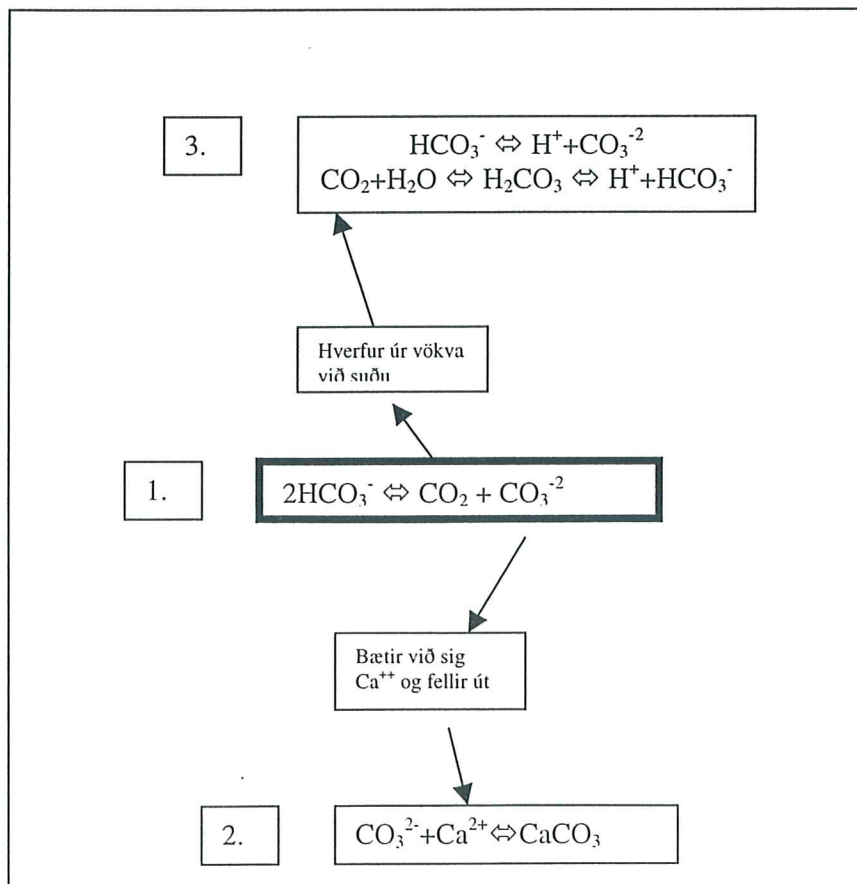 3.
HCO₃⁻ ⇔ H⁺+CO₃⁻²
CO₂+H₂O ⇔ H₂CO₃ ⇔ H⁺+HCO₃⁻
Hverfur úr vökva
við suðu
1.
2HCO₃⁻ ⇔ CO₂ + CO₃⁻²
Bætir við sig
Ca⁺⁺ og fellir út
2.
CO₃²⁻+Ca²⁺⇔CaCO₃